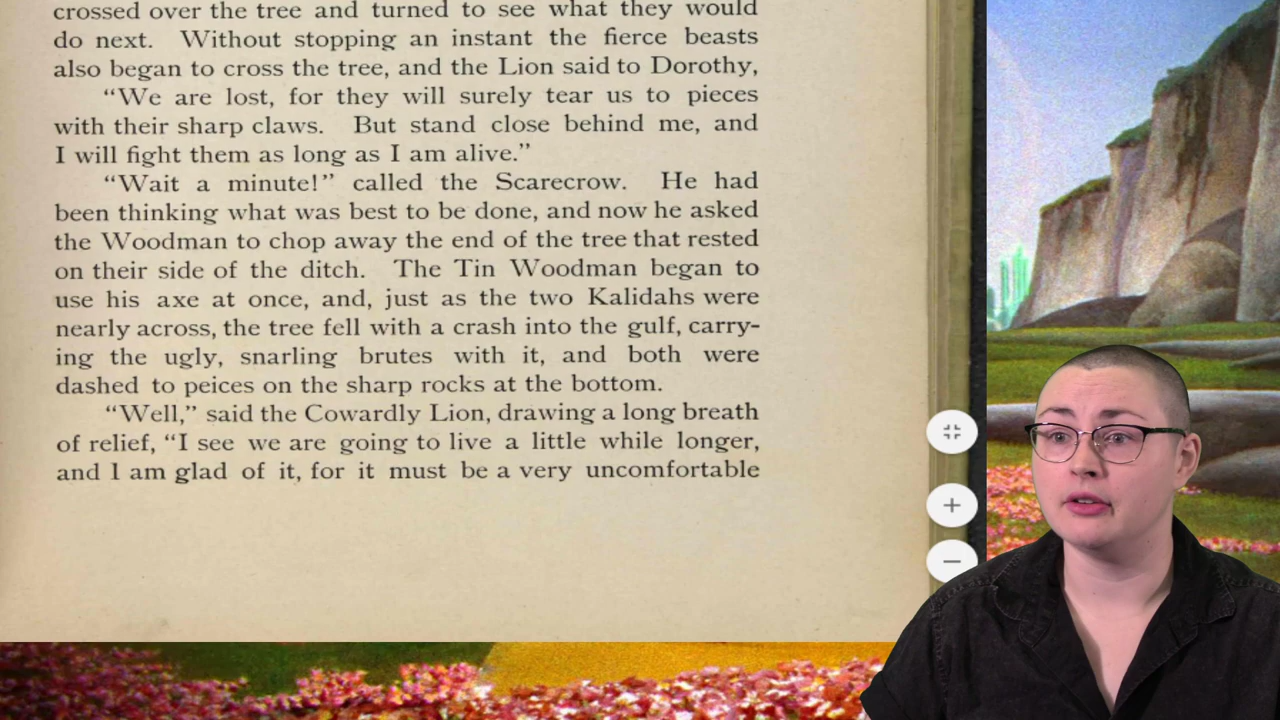 crossed over the tree and turned to see what they would
do next. Without stopping an instant the fierce beasts
also began to cross the tree, and the Lion said to Dorothy,
“We are lost, for they will surely tear us to pieces
with their sharp claws. But stand close behind me, and
I will fight them as long as I am alive.”
“Wait a minute!” called the Scarecrow. He had
been thinking what was best to be done, and now he asked
the Woodman to chop away the end of the tree that rested
on their side of the ditch. The Tin Woodman began to
use his axe at once, and, just as the two Kalidahs were
nearly across, the tree fell with a crash into the gulf, carry-
ing the ugly, snarling brutes with it, and both were
dashed to peices on the sharp rocks at the bottom.
“Well,” said the Cowardly Lion, drawing a long breath
of relief, “I see we are going to live a little while longer,
and I am glad of it, for it must be a very uncomfortable